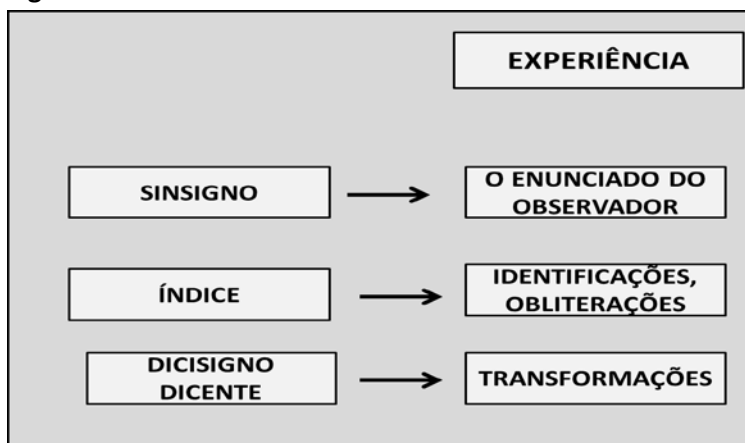 EXPERIÊNCIA
SINSIGNO
O ENUNCIADO DO
OBSERVADOR
ÍNDICE
IDENTIFICAÇÕES,
OBLITERAÇÕES
DICISIGNO
DICENTE
TRANSFORMAÇÕES